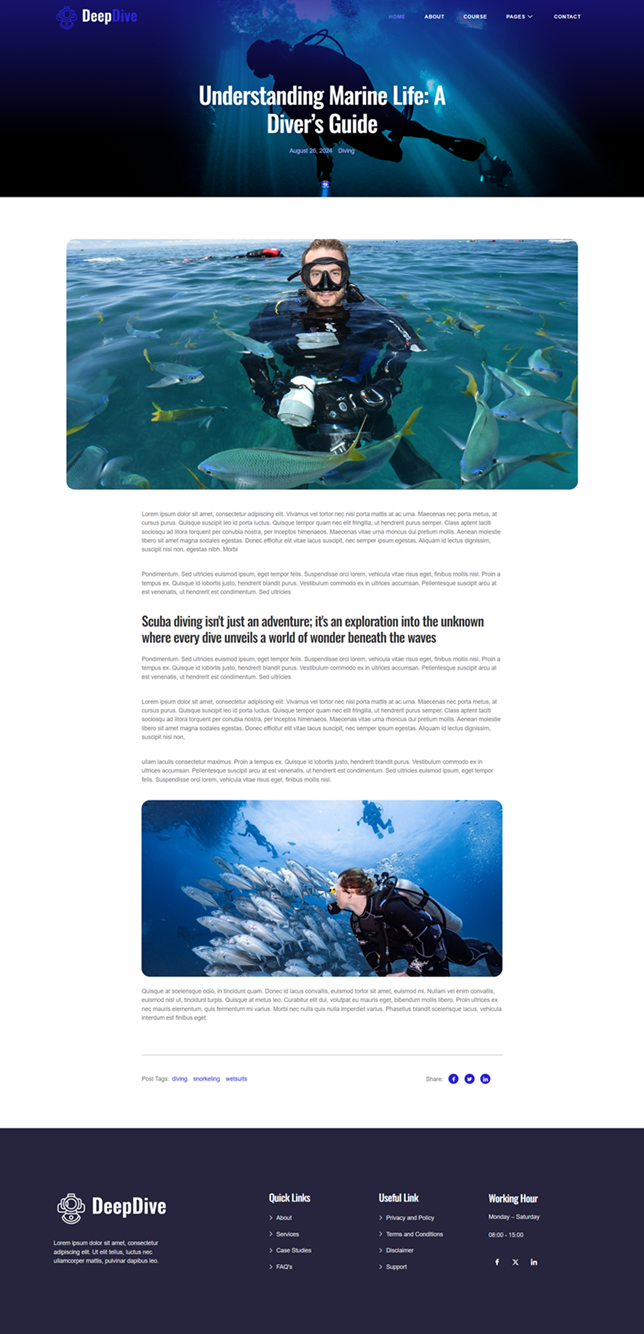 DeepDive
HOME ABOUT COURSE PAGES CONTACT
Understanding Marine Life: A
Diver's Guide
August 26, 2024 Diving
Lorem ipsum dolor sit amet, consectetur adipiscing elit. Vivamus vel tortor nec nisi porta mattis at ac urna. Maecenas nec porta metus, at
cursus purus. Quisque suscipit leo id porta luctus. Quisque tempor quam nec elit fringilla, ut hendrerit purus semper. Class aptent taciti
sociosqu ad litora torquent per conubia nostra, per inceptos himenaeos. Maecenas vitae urna rhoncus dui pretium mollis. Aenean molestie
libero sit amet magna sodales egestas. Donec efficitur elit vitae lacus suscipit, nec semper ipsum egestas. Aliquam id lectus dignissim,
suscipit nisl non, egestas nibh. Morbi
Pondimentum. Sed ultricies euismod ipsum, eget tempor felis. Suspendisse orci lorem, vehicula vitae risus eget, finibus mollis nisl. Proin a
tempus ex. Quisque id lobortis justo, hendrerit blandit purus. Vestibulum commodo ex in ultrices accumsan. Pellentesque suscipit arcu at
est venenatis, ut hendrerit est condimentum. Sed ultricies
Scuba diving isn't just an adventure; it's an exploration into the unknown
where every dive unveils a world of wonder beneath the waves
Pondimentum. Sed ultricies euismod ipsum, eget tempor felis. Suspendisse orci lorem, vehicula vitae risus eget, finibus mollis nisl. Proin a
tempus ex. Quisque id lobortis justo, hendrerit blandit purus. Vestibulum commodo ex in ultrices accumsan. Pellentesque suscipit arcu at
est venenatis, ut hendrerit est condimentum. Sed ultricies
Lorem ipsum dolor sit amet, consectetur adipiscing elit. Vivamus vel tortor nec nisi porta mattis at ac urna. Maecenas nec porta metus, at
cursus purus. Quisque suscipit leo id porta luctus. Quisque tempor quam nec elit fringilla, ut hendrerit purus semper. Class aptent taciti
sociosqu ad litora torquent per conubia nostra, per inceptos himenaeos. Maecenas vitae urna rhoncus dui pretium mollis. Aenean molestie
libero sit amet magna sodales egestas. Donec efficitur elit vitae lacus suscipit, nec semper ipsum egestas. Aliquam id lectus dignissim,
suscipit nisl non,
ullam iaculis consectetur maximus. Proin a tempus ex. Quisque id lobortis justo, hendrerit blandit purus. Vestibulum commodo ex in
ultrices accumsan. Pellentesque suscipit arcu at est venenatis, ut hendrerit est condimentum. Sed ultricies euismod ipsum, eget tempor
felis. Suspendisse orci lorem, vehicula vitae risus eget, finibus mollis nisl.
Quisque at scelerisque odio, in tincidunt quam. Donec id lacus convallis, euismod tortor sit amet, euismod mi. Nullam vel enim convallis,
euismod nisl ut, tincidunt turpis. Quisque at metus leo. Curabitur elit dui, volutpat eu mauris eget, bibendum mollis libero. Proin ultrices ex
nec mauris elementum, quis fermentum mi varius. Morbi nec nulla quis nulla imperdiet varius. Phasellus blandit scelerisque lacus, vehicula
interdum est finibus eget.
Post Tags: diving snorkeling wetsuits
Share:
DeepDive
Lorem ipsum dolor sit amet, consectetur
adipiscing elit. Ut elit tellus, luctus nec
ullamcorper mattis, pulvinar dapibus leo.
Quick Links
About
Services
Case Studies
FAQ's
Useful Link
Privacy and Policy
Terms and Conditions
Disclaimer
Support
Working Hour
Monday – Saturday
08:00 - 15:00